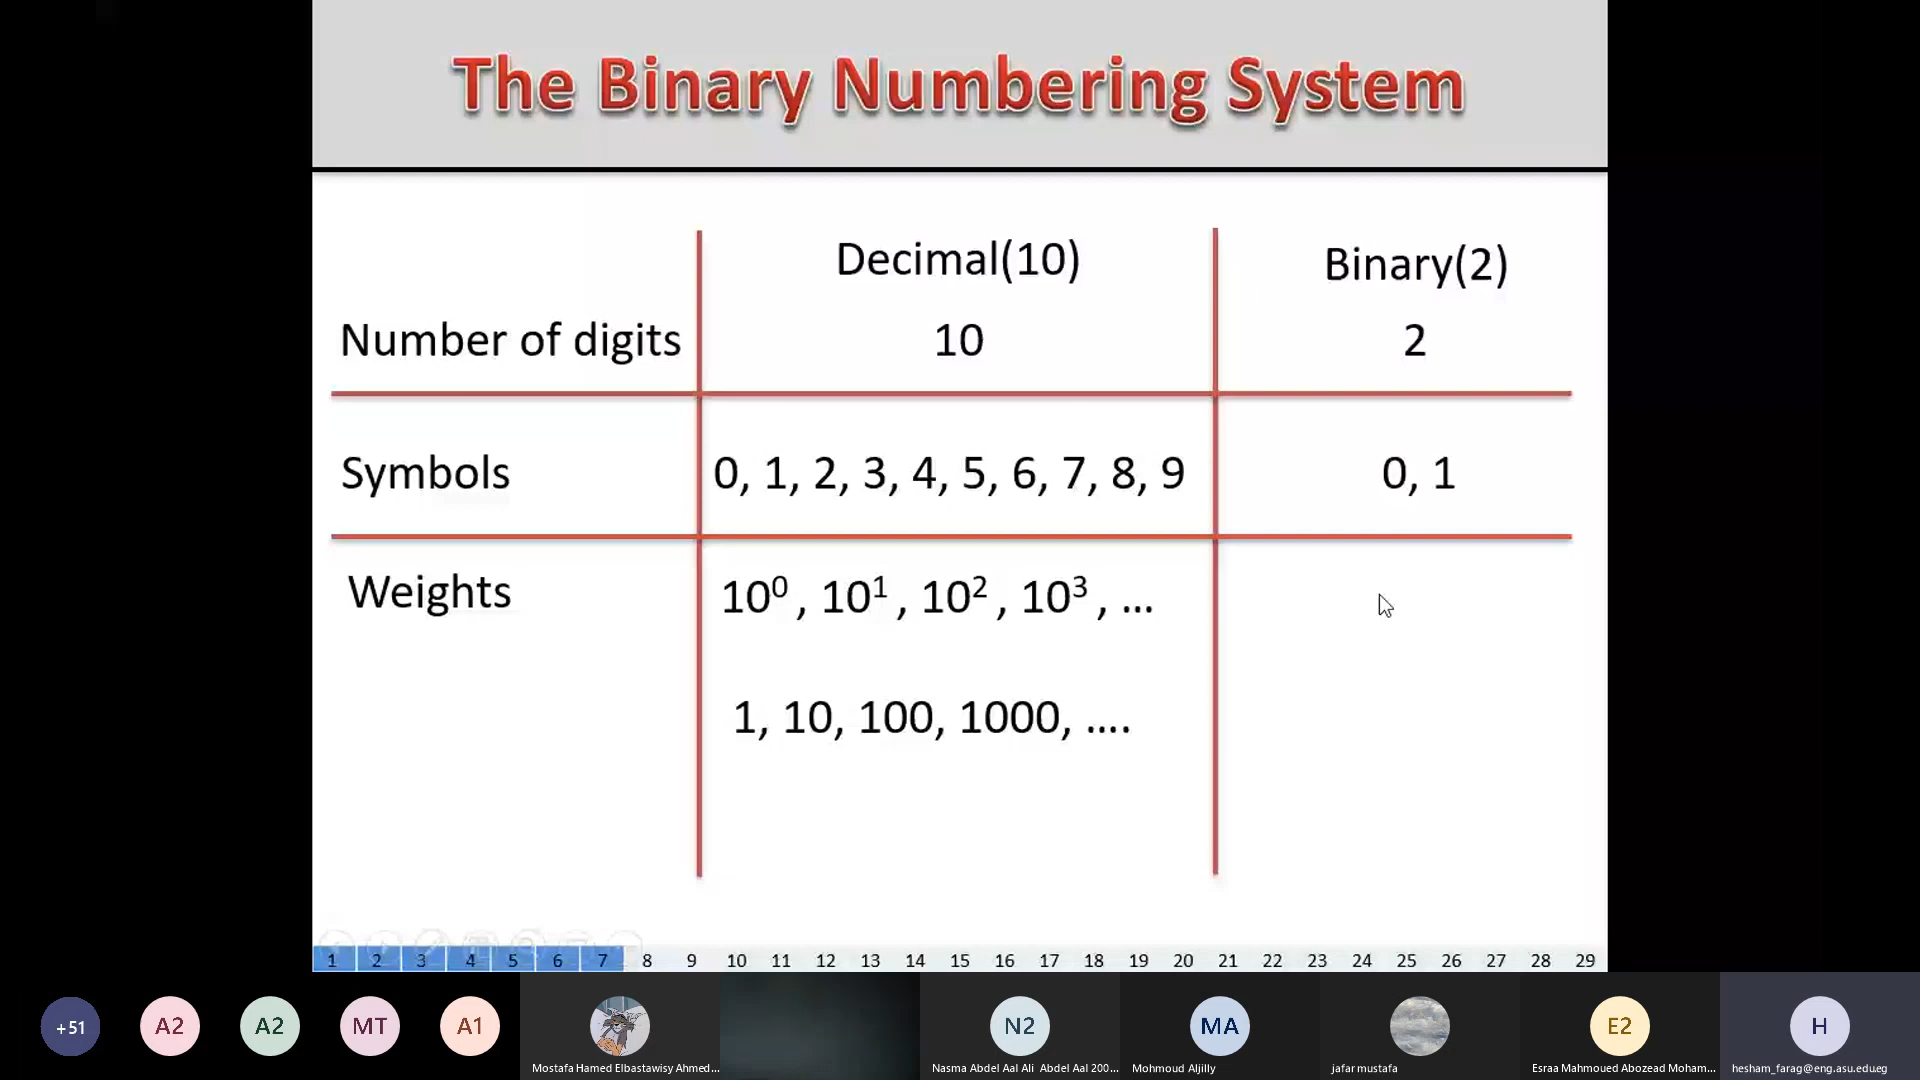 The Binary Numbering System
Decimal(10)
Binary(2)
Number of digits
10
2
Symbols
0, 1, 2, 3, 4, 5, 6, 7, 8, 9
0, 1
Weights
10⁰ , 10¹ , 10² , 10³ , ...
1, 10, 100, 1000, ....
1 2 3 4 5 6 7 8 9 10 11 12 13 14 15 16 17 18 19 20 21 22 23 24 25 26 27 28 29
+51
A2
A2
MT
A1
N2
MA
E2
H
Mostafa Hamed Elbastawisy Ahmed...
Nasma Abdel Aal Ali Abdel Aal 200...
Mohmoud Aljilly
jafar mustafa
Esraa Mahmoued Abozead Moham...
hesham_farag@eng.asu.edu.eg